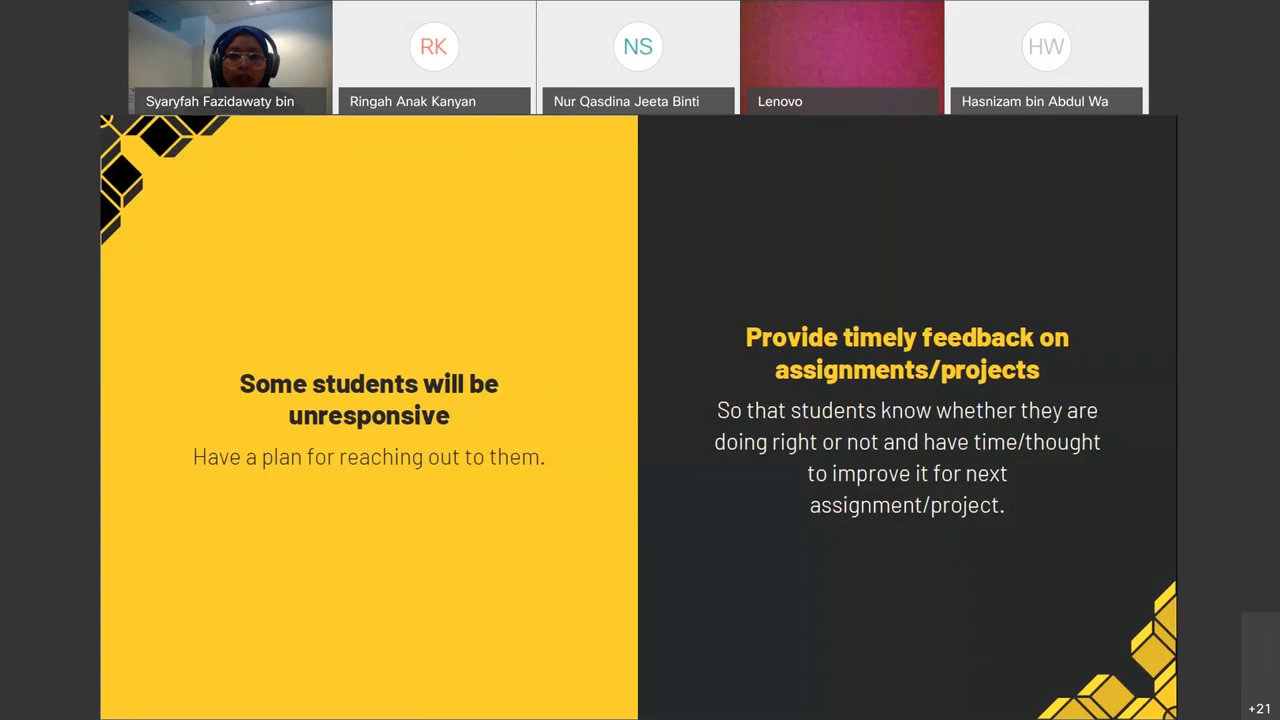 RK
NS
HW
Syaryfah Fazidawaty bin
Ringah Anak Kanyan
Nur Qasdina Jeeta Binti
Lenovo
Hasnizam bin Abdul Wa
Some students will be
unresponsive
Have a plan for reaching out to them.
Provide timely feedback on
assignments/projects
So that students know whether they are
doing right or not and have time/thought
to improve it for next
assignment/project.
+21